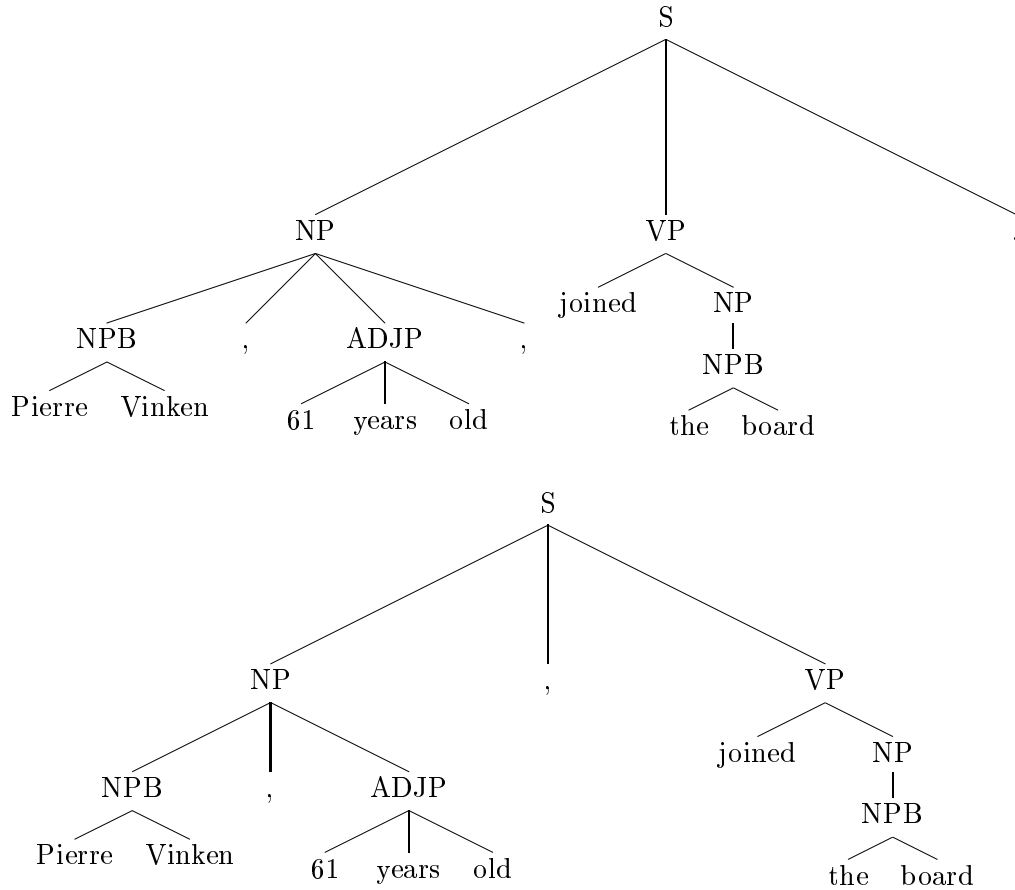 S
NP VP .
joined NP
NPB , ADJP ,
NPB
Pierre Vinken 61 years old the board
S
NP , VP
joined NP
NPB , ADJP
NPB
Pierre Vinken 61 years old the board